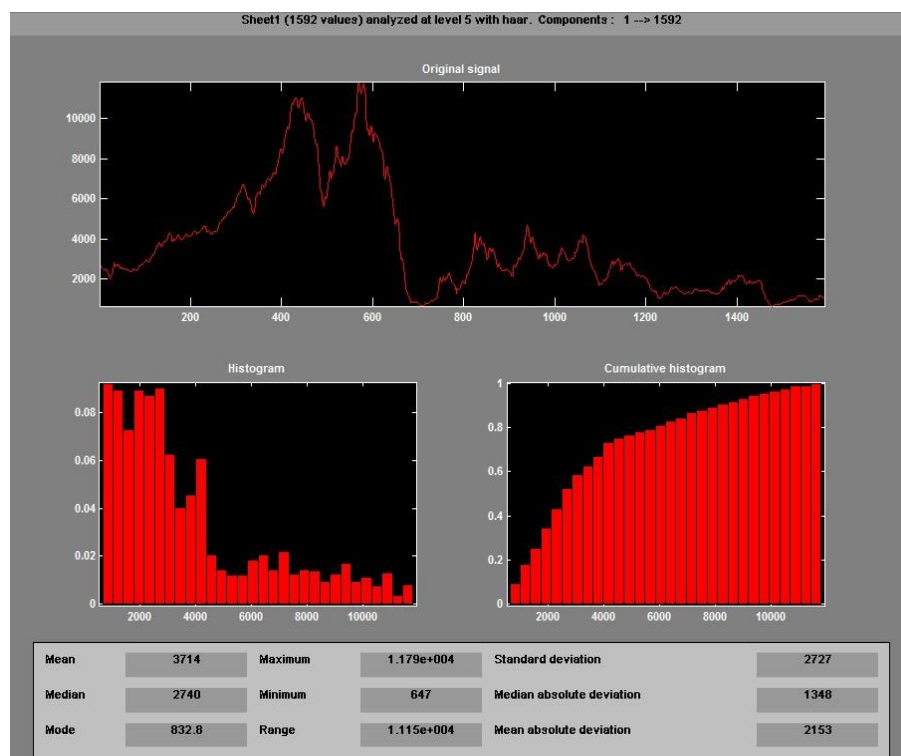 Sheet1 (1592 values) analyzed at level 5 with haar. Components : 1 --> 1592
Original signal
10000
8000
6000
4000
2000
200 400 600 800 1000 1200 1400
Histogram
0.08
0.06
0.04
0.02
0
2000 4000 6000 8000 10000
Cumulative histogram
1
0.8
0.6
0.4
0.2
0
2000 4000 6000 8000 10000
Mean 3714 Maximum 1.179e+004 Standard deviation 2727
Median 2740 Minimum 647 Median absolute deviation 1348
Mode 832.8 Range 1.115e+004 Mean absolute deviation 2153